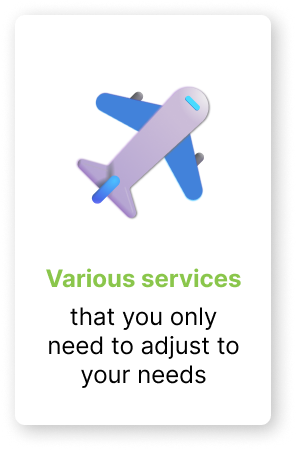 Various services
that you only
need to adjust to
your needs